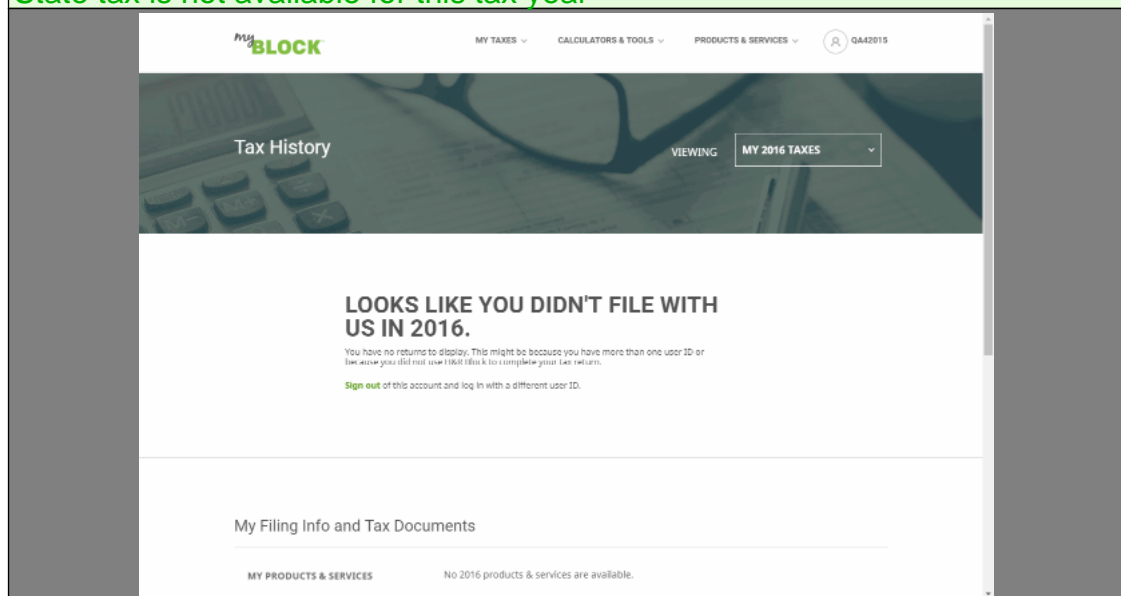 State tax is not available for this tax year
my BLOCK
MY TAXES CALCULATORS & TOOLS PRODUCTS & SERVICES QA42015
Tax History
VIEWING MY 2016 TAXES
LOOKS LIKE YOU DIDN'T FILE WITH
US IN 2016.
You have no returns to display. This might be because you have more than one user ID or
because you did not use H&R Block to complete your tax return.
Sign out of this account and log in with a different user ID.
My Filing Info and Tax Documents
MY PRODUCTS & SERVICES No 2016 products & services are available.